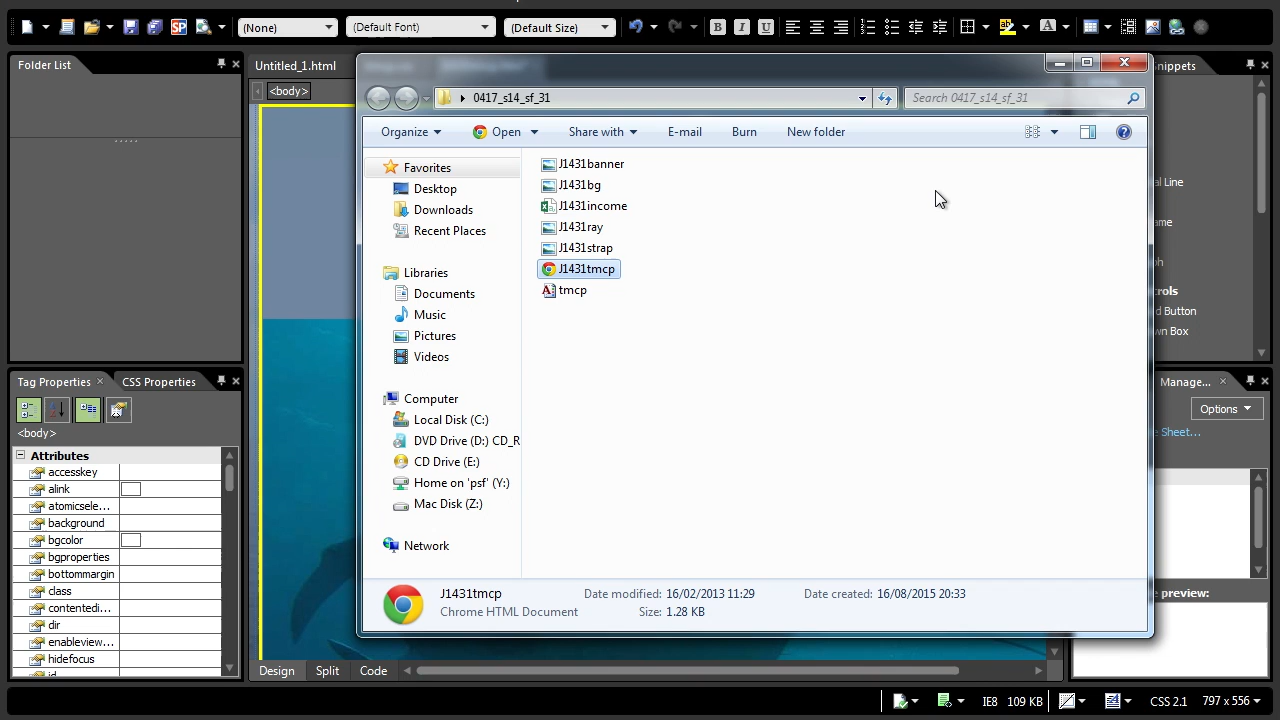 (None)
(Default Font)
(Default Size)
B I U
Folder List
Untitled_1.html
<body>
Snippets
0417_s14_sf_31
Search 0417_s14_sf_31
Organize
Open
Share with
E-mail
Burn
New folder
Favorites
Desktop
Downloads
Recent Places
Libraries
Documents
Music
Pictures
Videos
Computer
Local Disk (C:)
DVD Drive (D:) CD_R
CD Drive (E:)
Home on 'psf' (Y:)
Mac Disk (Z:)
Network
J1431banner
J1431bg
J1431income
J1431ray
J1431strap
J1431tmcp
tmcp
J1431tmcp
Chrome HTML Document
Date modified: 16/02/2013 11:29
Size: 1.28 KB
Date created: 16/08/2015 20:33
al Line
ame
ph
rols
d Button
wn Box
Tag Properties
CSS Properties
<body>
Attributes
accesskey
alink
atomicsele...
background
bgcolor
bgproperties
bottommargin
class
contentedi...
dir
enableview...
hidefocus
id
Manage...
Options
e Sheet...
e preview:
Design
Split
Code
IE8
109 KB
CSS 2.1
797 x 556